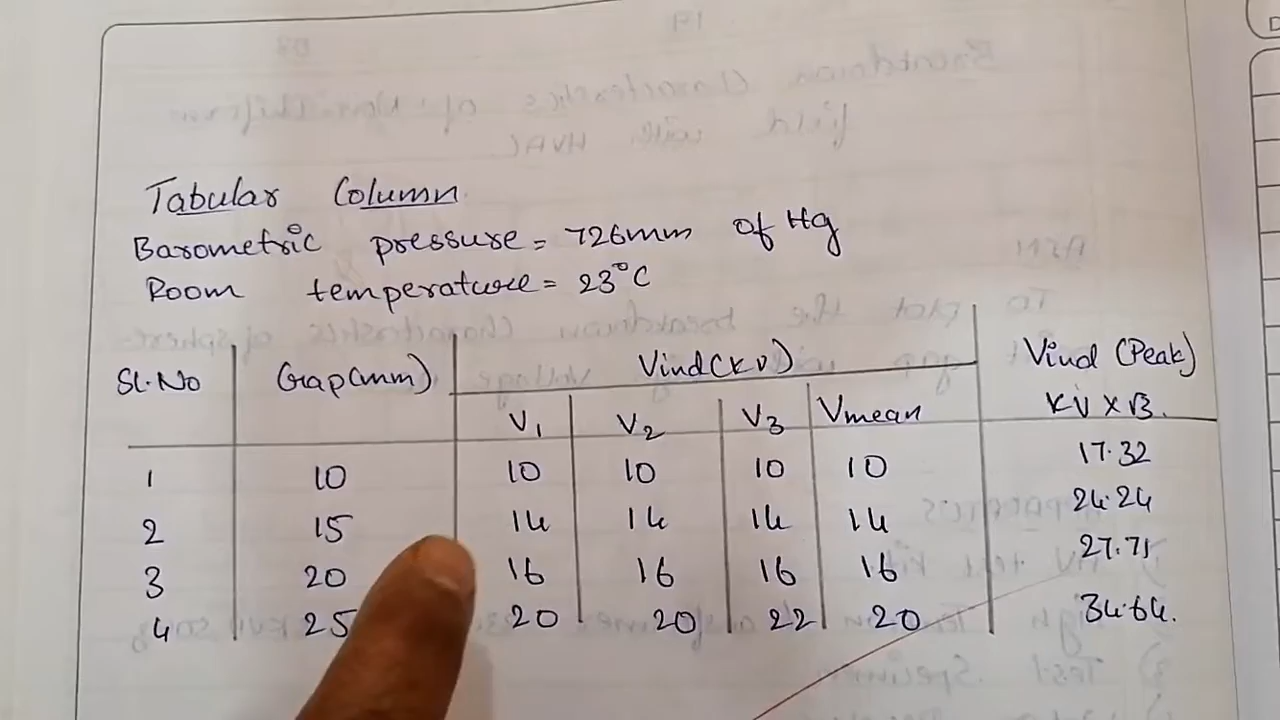 Tabular Column
Barometric pressure = 726mm of Hg
Room temperature = 23°C
Sl.No Gap(mm) Vind(KV) Vind (Peak)
V1 V2 V3 Vmean KV X √3.
1 10 10 10 10 10 17.32
2 15 14 14 14 14 24.24
3 20 16 16 16 16 27.71
4 25 20 20 22 20 34.64.